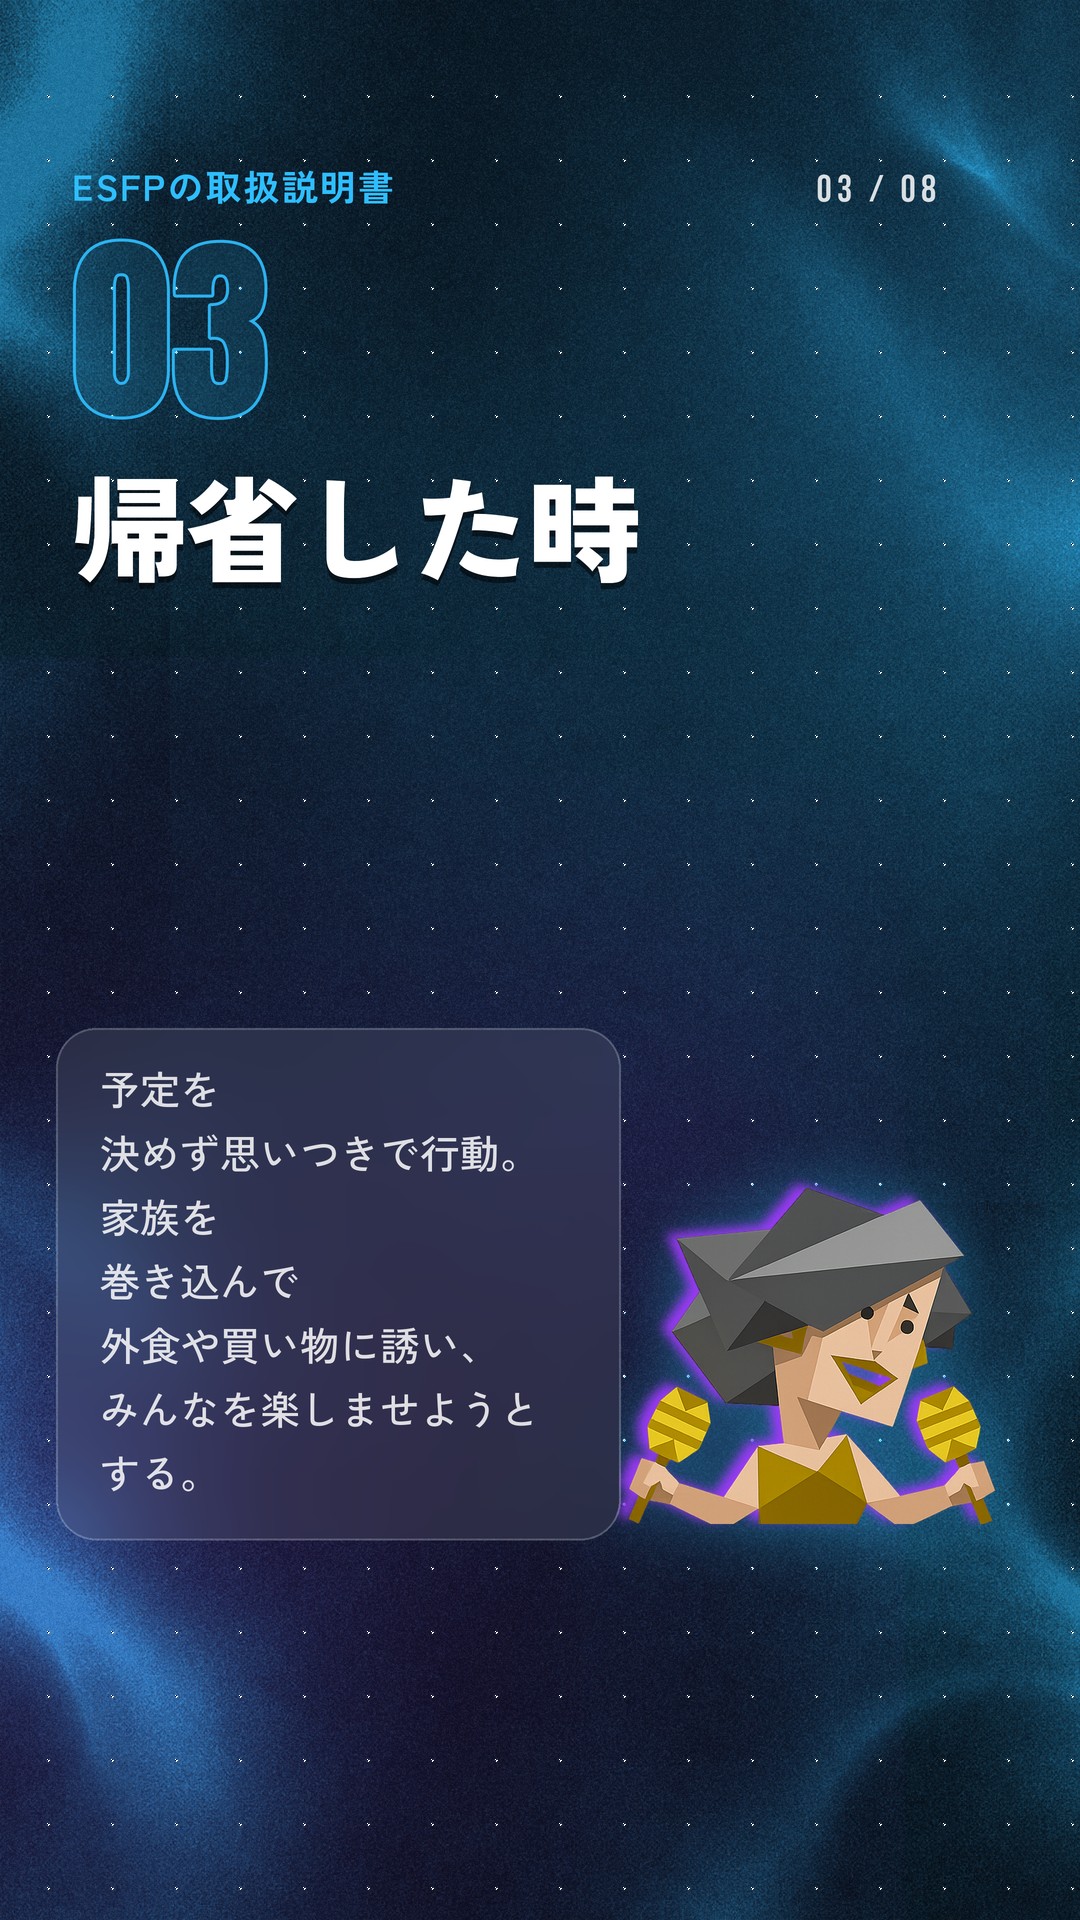 ESFPの取扱説明書
03 / 08
03
帰省した時
予定を
決めず思いつきで行動。
家族を
巻き込んで
外食や買い物に誘い、
みんなを楽しませようと
する。